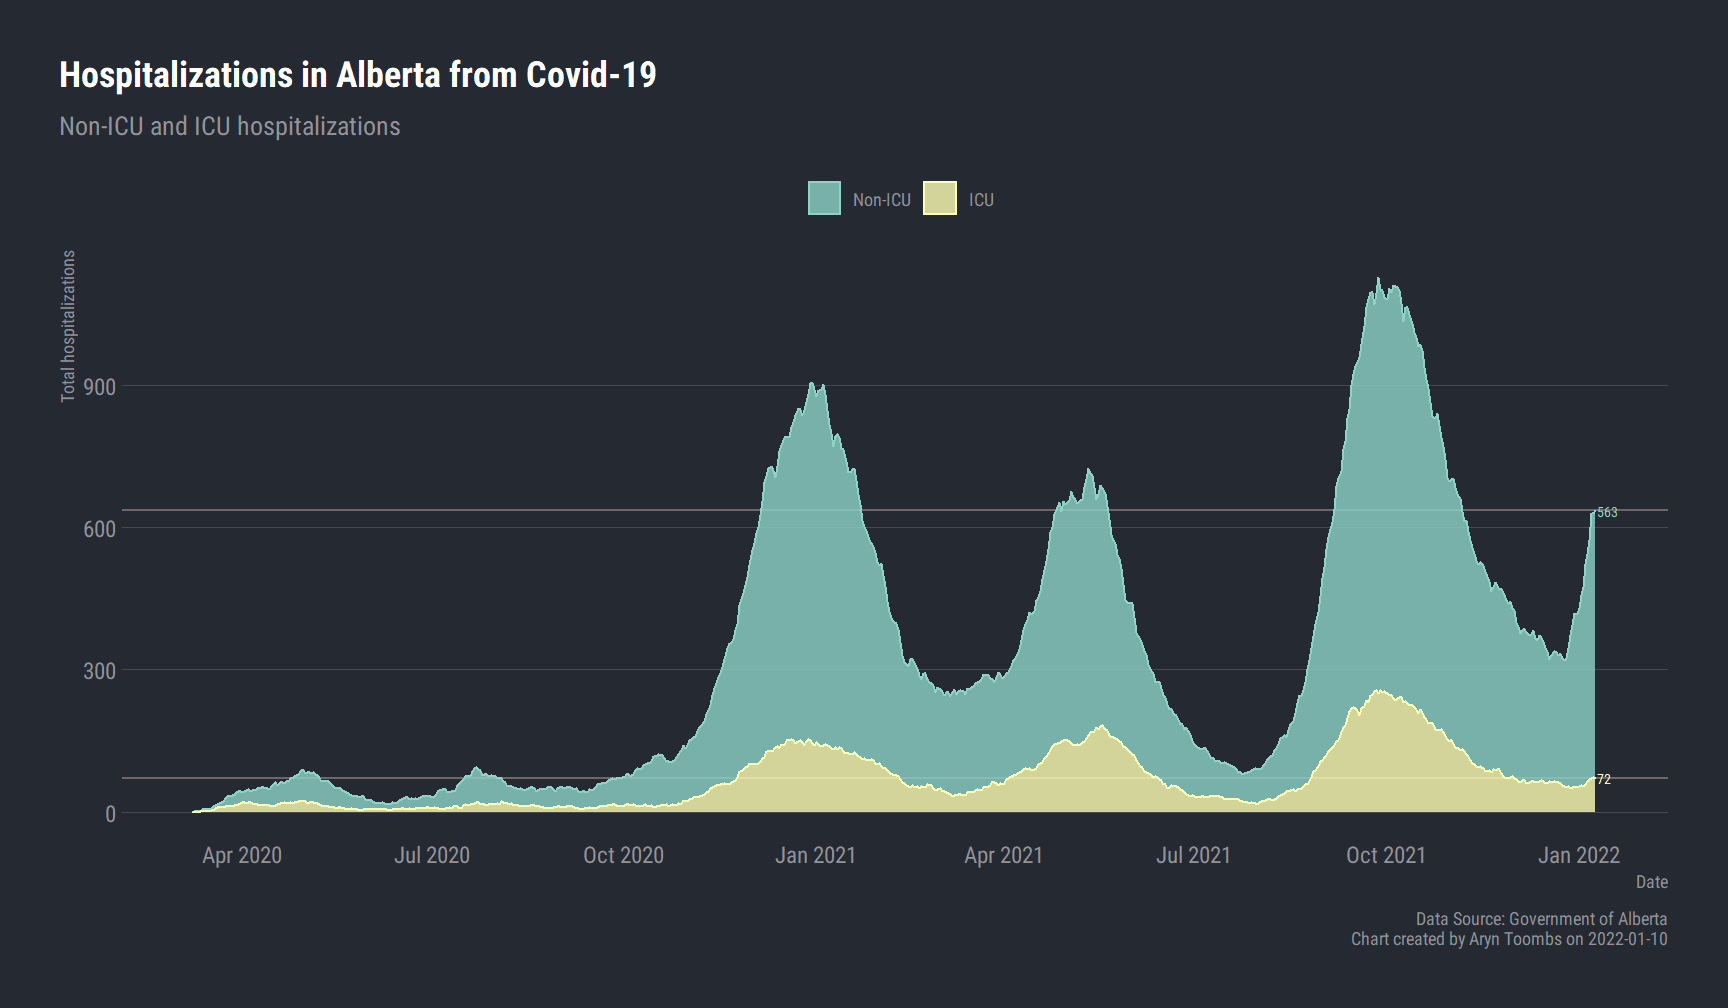 Hospitalizations in Alberta from Covid-19
Non-ICU and ICU hospitalizations
Non-ICU ICU
Total hospitalizations
900
600
300
0
563
72
Apr 2020 Jul 2020 Oct 2020 Jan 2021 Apr 2021 Jul 2021 Oct 2021 Jan 2022
Date
Data Source: Government of Alberta
Chart created by Aryn Toombs on 2022-01-10